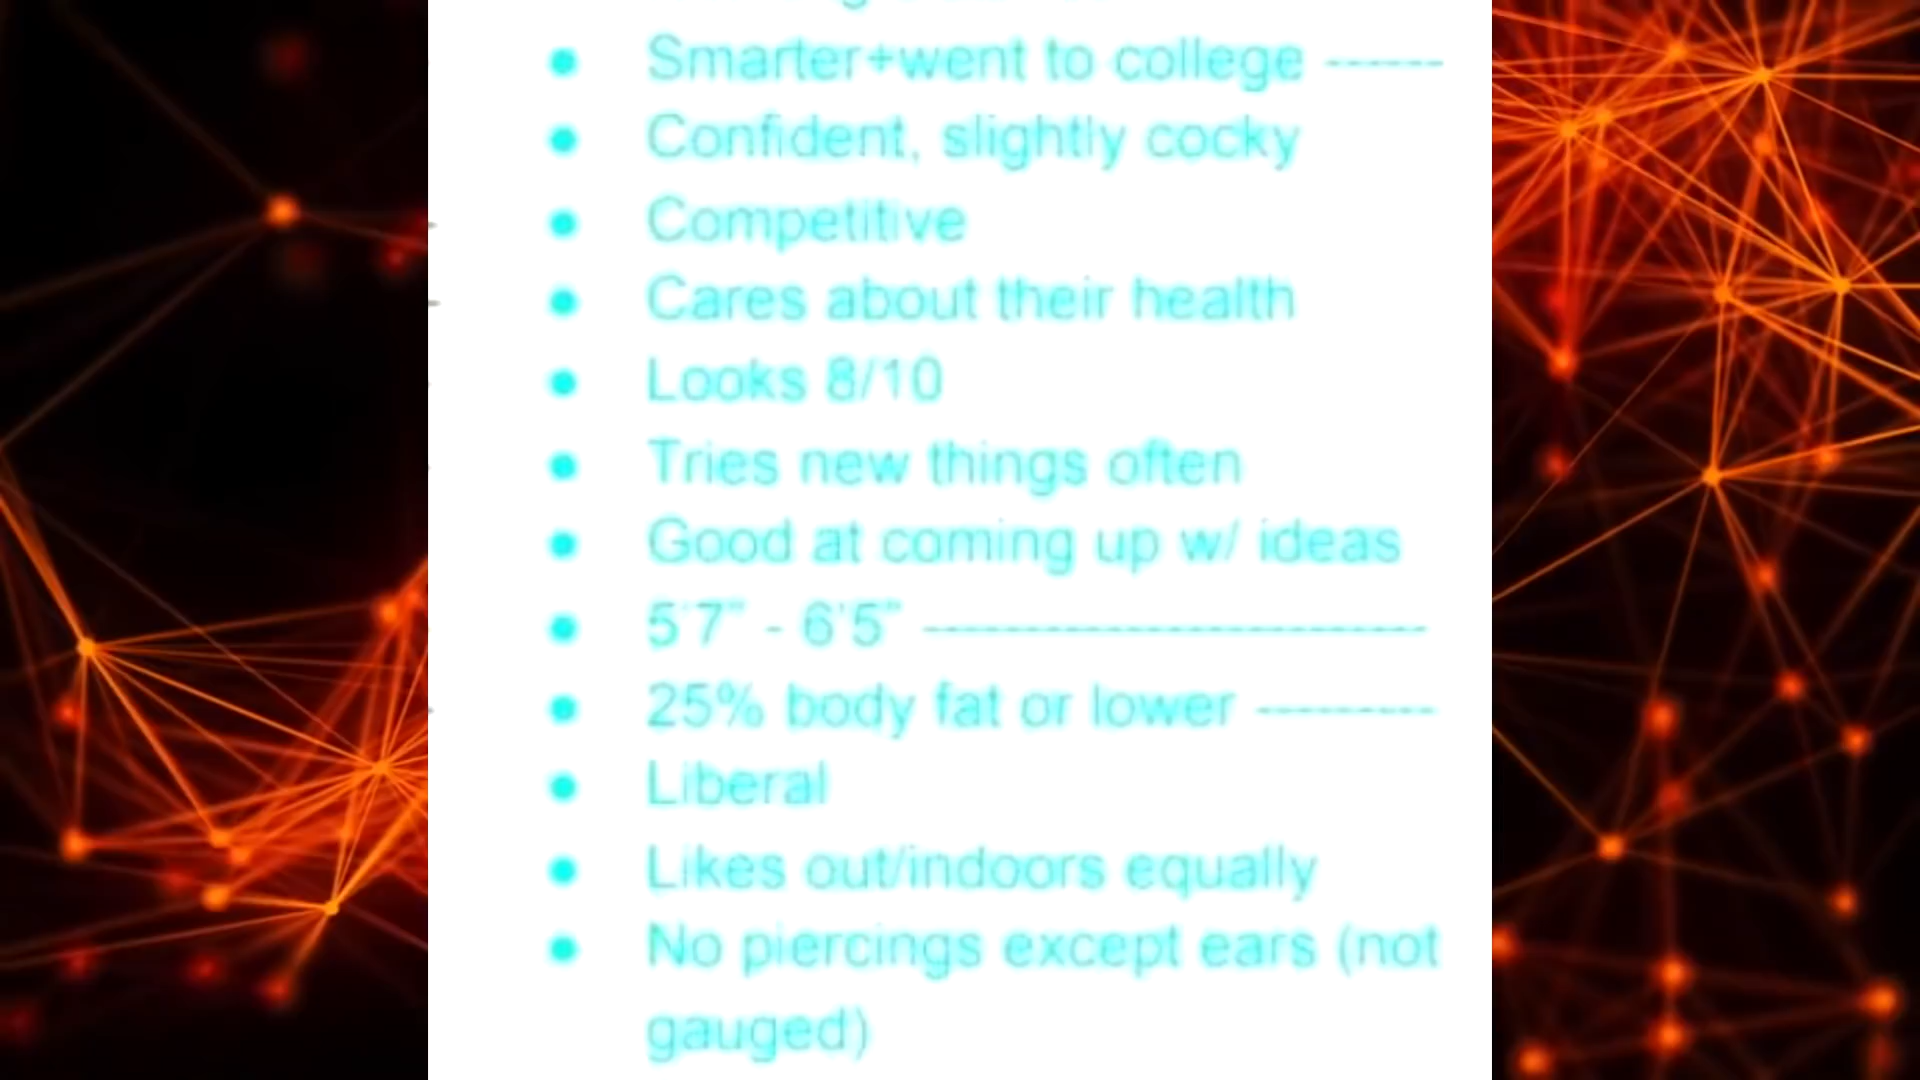 ● Smarter+went to college ------
● Confident, slightly cocky
● Competitive
● Cares about their health
● Looks 8/10
● Tries new things often
● Good at coming up w/ ideas
● 5'7" - 6'5" -------------------------
● 25% body fat or lower ---------
● Liberal
● Likes out/indoors equally
● No piercings except ears (not
gauged)